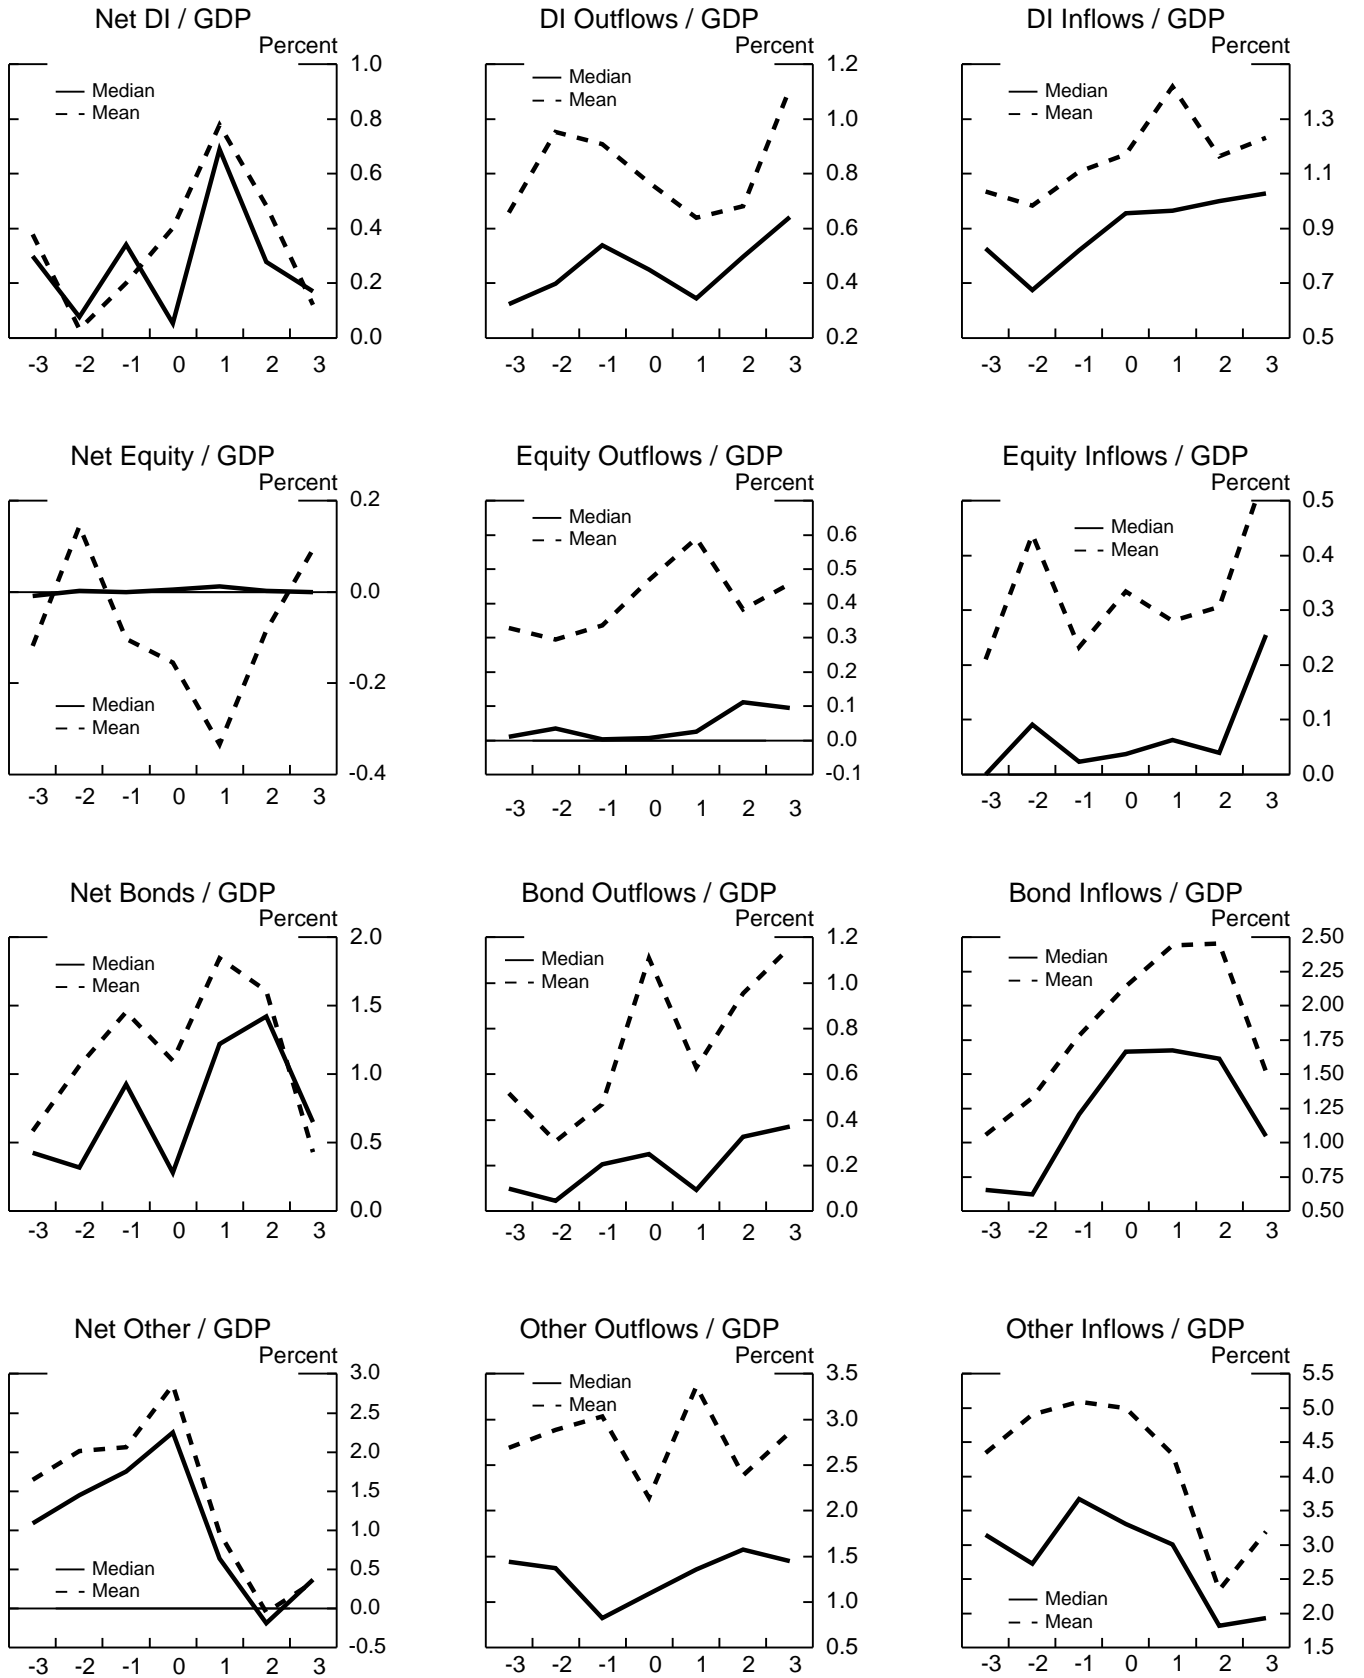 Net DI / GDP
Percent
Median
Mean
1.0
0.8
0.6
0.4
0.2
0.0
-3 -2 -1 0 1 2 3
DI Outflows / GDP
Percent
Median
Mean
1.2
1.0
0.8
0.6
0.4
0.2
-3 -2 -1 0 1 2 3
DI Inflows / GDP
Percent
Median
Mean
1.3
1.1
0.9
0.7
0.5
-3 -2 -1 0 1 2 3
Net Equity / GDP
Percent
0.2
0.0
-0.2
-0.4
Median
Mean
-3 -2 -1 0 1 2 3
Equity Outflows / GDP
Percent
Median
Mean
0.6
0.5
0.4
0.3
0.2
0.1
0.0
-0.1
-3 -2 -1 0 1 2 3
Equity Inflows / GDP
Percent
Median
Mean
0.5
0.4
0.3
0.2
0.1
0.0
-3 -2 -1 0 1 2 3
Net Bonds / GDP
Percent
Median
Mean
2.0
1.5
1.0
0.5
0.0
-3 -2 -1 0 1 2 3
Bond Outflows / GDP
Percent
Median
Mean
1.2
1.0
0.8
0.6
0.4
0.2
0.0
-3 -2 -1 0 1 2 3
Bond Inflows / GDP
Percent
Median
Mean
2.50
2.25
2.00
1.75
1.50
1.25
1.00
0.75
0.50
-3 -2 -1 0 1 2 3
Net Other / GDP
Percent
3.0
2.5
2.0
1.5
1.0
0.5
0.0
-0.5
Median
Mean
-3 -2 -1 0 1 2 3
Other Outflows / GDP
Percent
Median
Mean
3.5
3.0
2.5
2.0
1.5
1.0
0.5
-3 -2 -1 0 1 2 3
Other Inflows / GDP
Percent
5.5
5.0
4.5
4.0
3.5
3.0
2.5
2.0
1.5
Median
Mean
-3 -2 -1 0 1 2 3